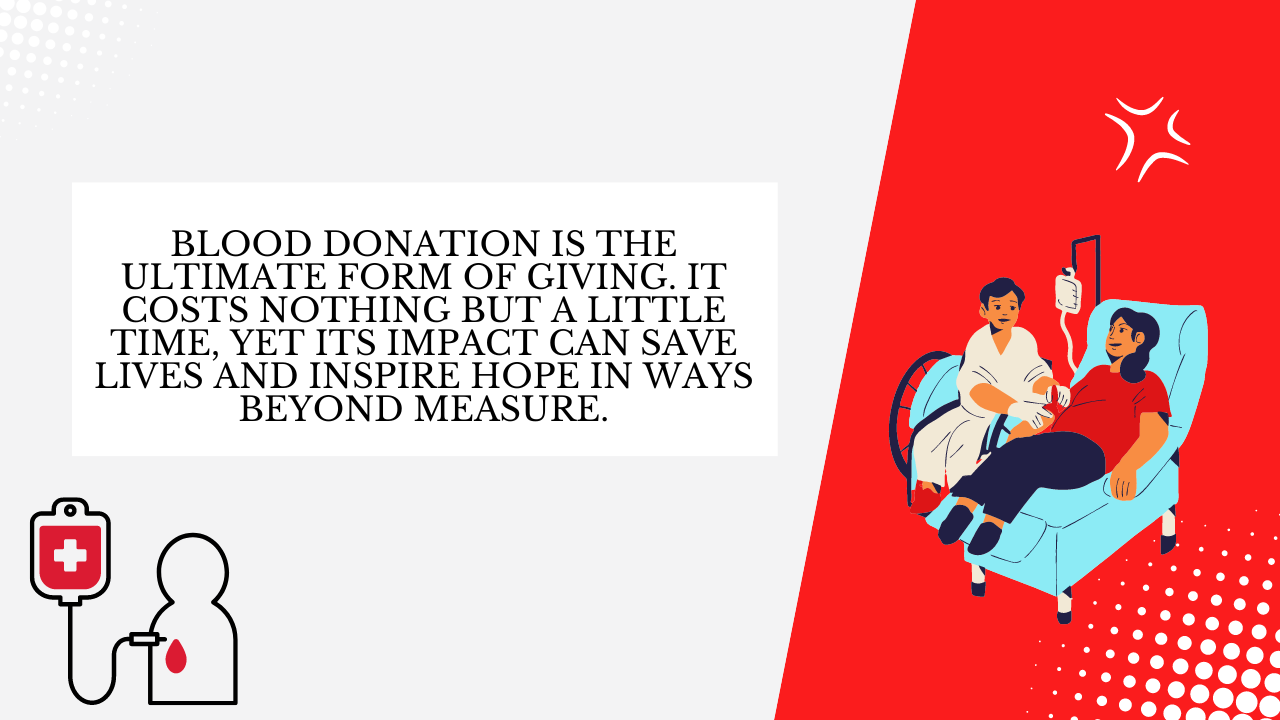 BLOOD DONATION IS THE
ULTIMATE FORM OF GIVING. IT
COSTS NOTHING BUT A LITTLE
TIME, YET ITS IMPACT CAN SAVE
LIVES AND INSPIRE HOPE IN WAYS
BEYOND MEASURE.